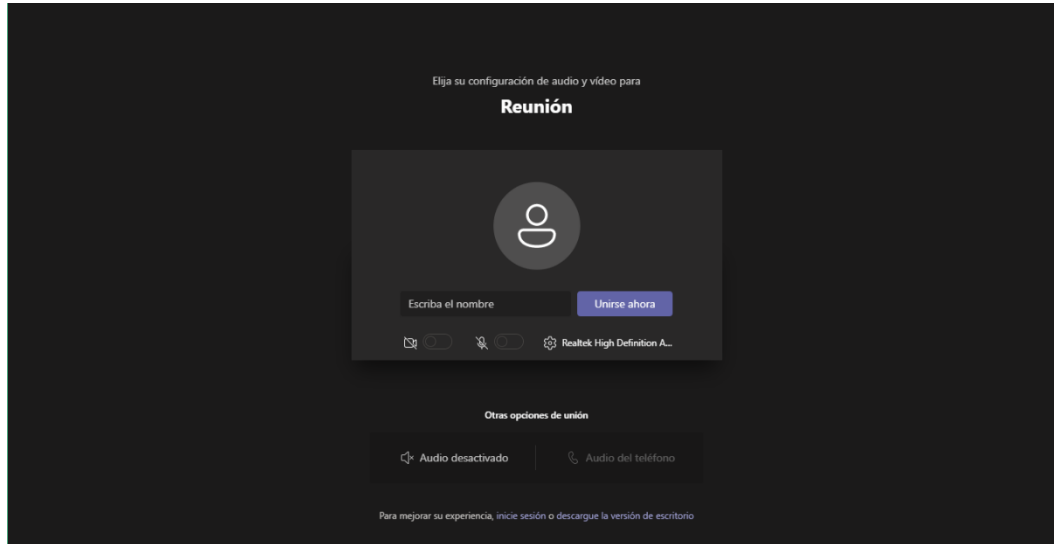 Elija su configuración de audio y vídeo para
Reunión
Escriba el nombre
Unirse ahora
Realtek High Definition A...
Otras opciones de unión
Audio desactivado
Audio del teléfono
Para mejorar su experiencia, inicie sesión o descargue la versión de escritorio